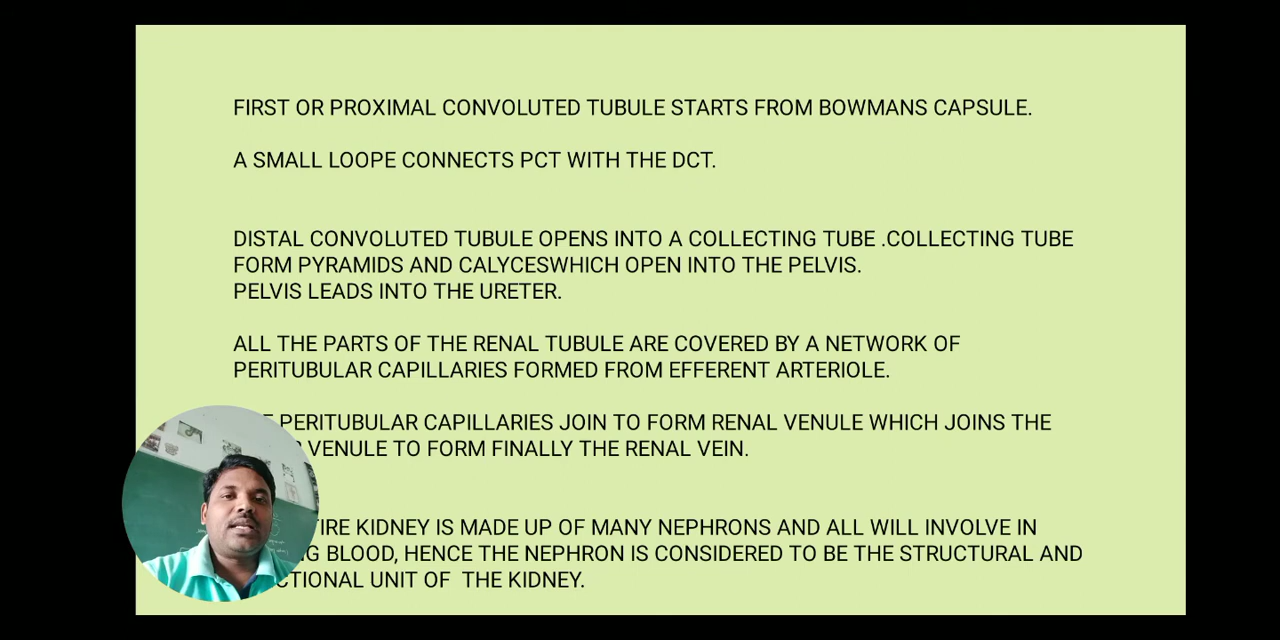 FIRST OR PROXIMAL CONVOLUTED TUBULE STARTS FROM BOWMANS CAPSULE.
A SMALL LOOPE CONNECTS PCT WITH THE DCT.
DISTAL CONVOLUTED TUBULE OPENS INTO A COLLECTING TUBE .COLLECTING TUBE
FORM PYRAMIDS AND CALYCESWHICH OPEN INTO THE PELVIS.
PELVIS LEADS INTO THE URETER.
ALL THE PARTS OF THE RENAL TUBULE ARE COVERED BY A NETWORK OF
PERITUBULAR CAPILLARIES FORMED FROM EFFERENT ARTERIOLE.
PERITUBULAR CAPILLARIES JOIN TO FORM RENAL VENULE WHICH JOINS THE
VENULE TO FORM FINALLY THE RENAL VEIN.
KIDNEY IS MADE UP OF MANY NEPHRONS AND ALL WILL INVOLVE IN
BLOOD, HENCE THE NEPHRON IS CONSIDERED TO BE THE STRUCTURAL AND
UNIT OF THE KIDNEY.